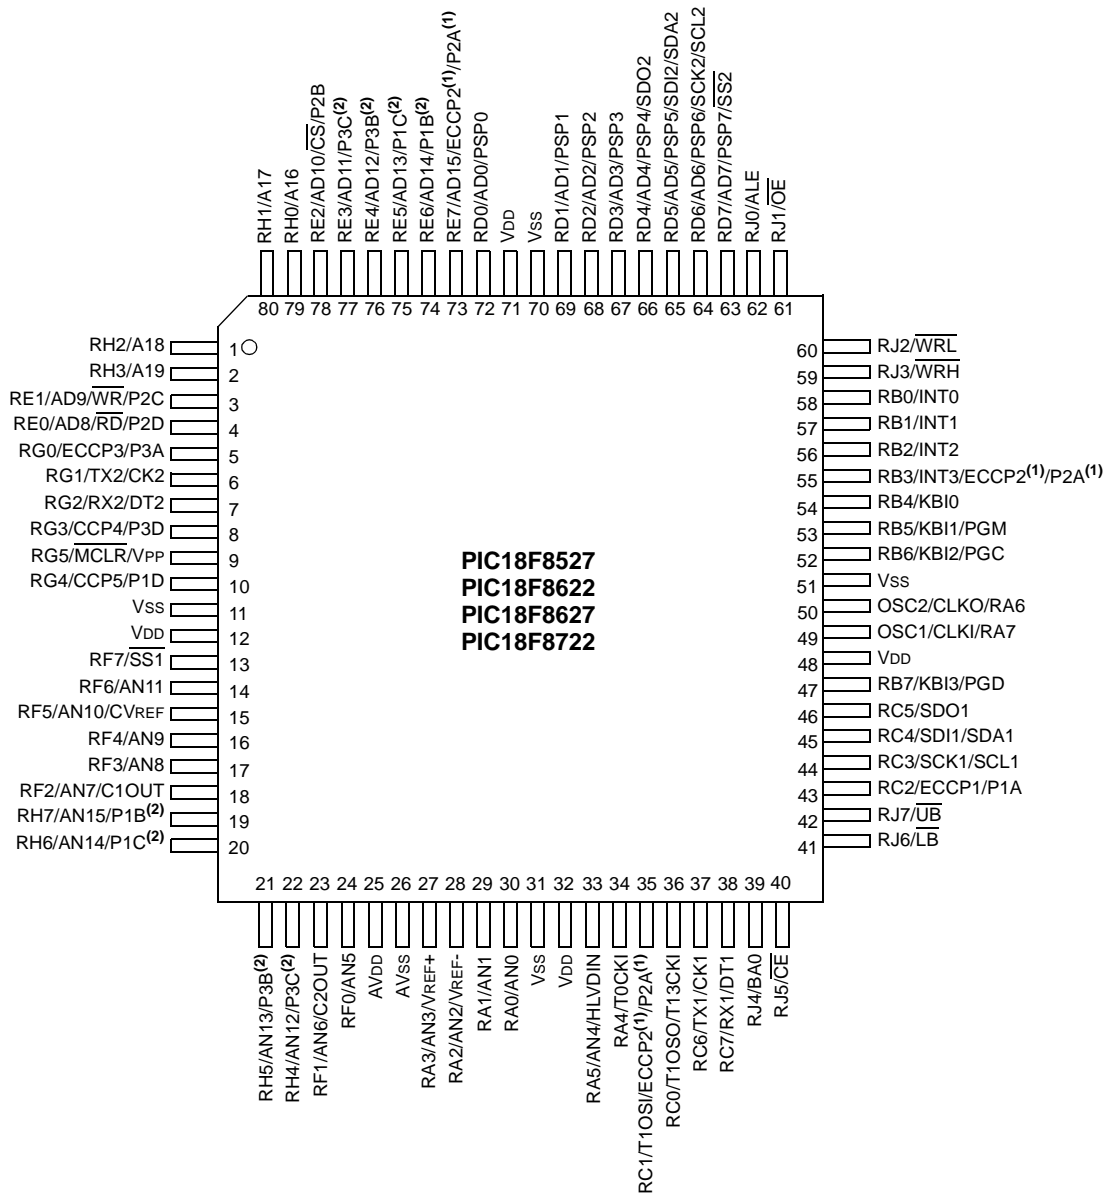 RH1/A17
RH0/A16
RE2/AD10/CS/P2B
RE3/AD11/P3C(2)
RE4/AD12/P3B(2)
RE5/AD13/P1C(2)
RE6/AD14/P1B(2)
RE7/AD15/ECCP2(1)/P2A(1)
RD0/AD0/PSP0
VDD
VSS
RD1/AD1/PSP1
RD2/AD2/PSP2
RD3/AD3/PSP3
RD4/AD4/PSP4/SDO2
RD5/AD5/PSP5/SDI2/SDA2
RD6/AD6/PSP6/SCK2/SCL2
RD7/AD7/PSP7/SS2
RJ0/ALE
RJ1/OE
80 79 78 77 76 75 74 73 72 71 70 69 68 67 66 65 64 63 62 61
RH2/A18 1
RH3/A19 2
RE1/AD9/WR/P2C 3
RE0/AD8/RD/P2D 4
RG0/ECCP3/P3A 5
RG1/TX2/CK2 6
RG2/RX2/DT2 7
RG3/CCP4/P3D 8
RG5/MCLR/VPP 9
RG4/CCP5/P1D 10
VSS 11
VDD 12
RF7/SS1 13
RF6/AN11 14
RF5/AN10/CVREF 15
RF4/AN9 16
RF3/AN8 17
RF2/AN7/C1OUT 18
RH7/AN15/P1B(2) 19
RH6/AN14/P1C(2) 20
PIC18F8527
PIC18F8622
PIC18F8627
PIC18F8722
60 RJ2/WRL
59 RJ3/WRH
58 RB0/INT0
57 RB1/INT1
56 RB2/INT2
55 RB3/INT3/ECCP2(1)/P2A(1)
54 RB4/KBI0
53 RB5/KBI1/PGM
52 RB6/KBI2/PGC
51 VSS
50 OSC2/CLKO/RA6
49 OSC1/CLKI/RA7
48 VDD
47 RB7/KBI3/PGD
46 RC5/SDO1
45 RC4/SDI1/SDA1
44 RC3/SCK1/SCL1
43 RC2/ECCP1/P1A
42 RJ7/UB
41 RJ6/LB
21 22 23 24 25 26 27 28 29 30 31 32 33 34 35 36 37 38 39 40
RH5/AN13/P3B(2)
RH4/AN12/P3C(2)
RF1/AN6/C2OUT
RF0/AN5
AVDD
AVSS
RA3/AN3/VREF+
RA2/AN2/VREF-
RA1/AN1
RA0/AN0
VSS
VDD
RA5/AN4/HLVDIN
RA4/T0CKI
RC1/T1OSI/ECCP2(1)/P2A(1)
RC0/T1OSO/T13CKI
RC6/TX1/CK1
RC7/RX1/DT1
RJ4/BA0
RJ5/CE